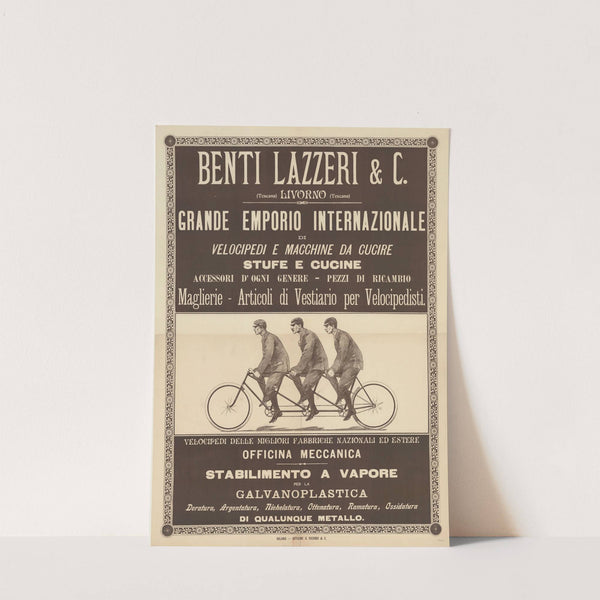 BENTI LAZZERI & C.
(Toscana) LIVORNO (Toscana)
GRANDE EMPORIO INTERNAZIONALE
DI
VELOCIPEDI E MACCHINE DA CUCIRE
STUFE E CUCINE
ACCESSORI D'OGNI GENERE - PEZZI DI RICAMBIO
Maglierie - Articoli di Vestiario per Velocipedisti.
VELOCIPEDI DELLE MIGLIORI FABBRICHE NAZIONALI ED ESTERE
OFFICINA MECCANICA
STABILIMENTO A VAPORE
PER LA
GALVANOPLASTICA
Doratura, Argentatura, Nichelatura, Ottonatura, Ramatura, Ossidatura
DI QUALUNQUE METALLO.
MILANO -